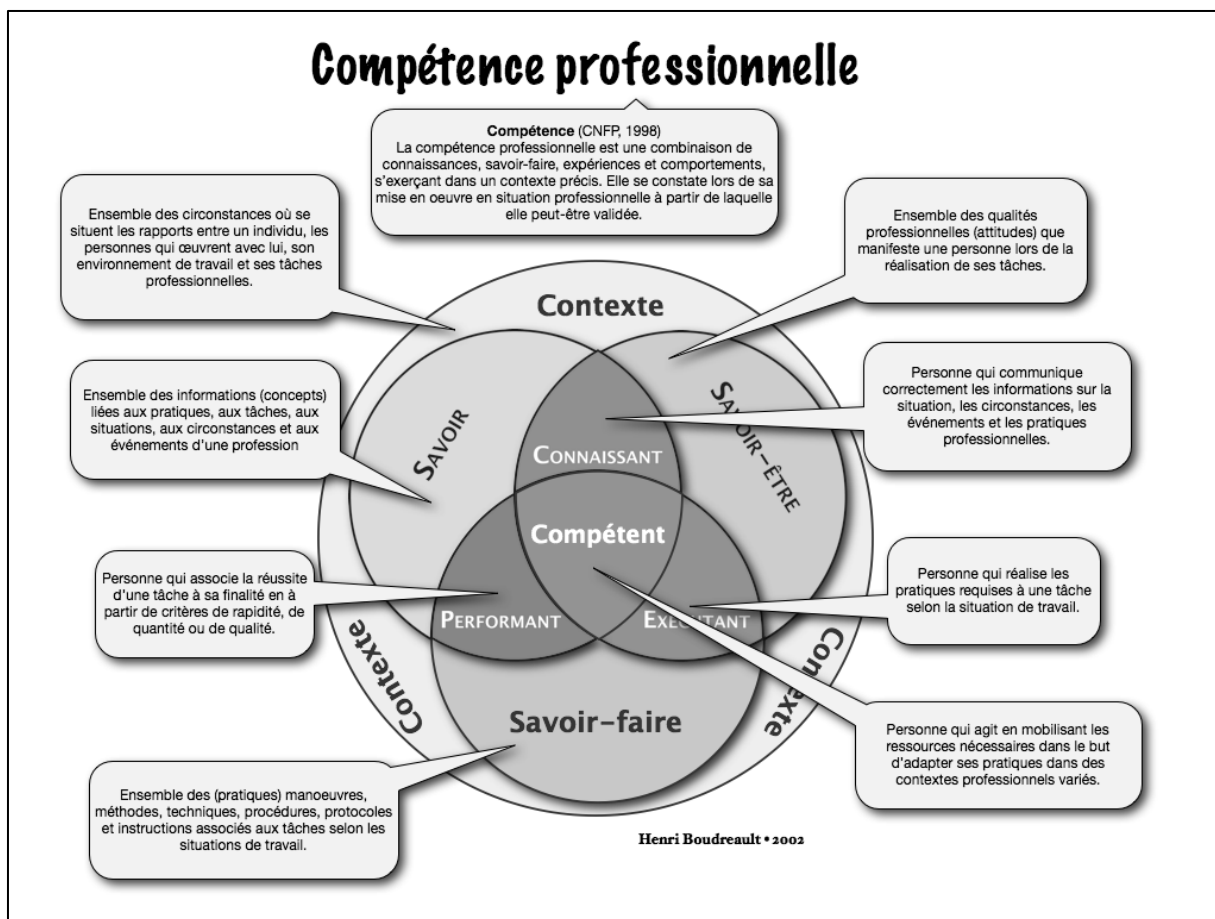 Compétence professionnelle
Compétence (CNFP, 1998)
La compétence professionnelle est une combinaison de
connaissances, savoir-faire, expériences et comportements,
s'exerçant dans un contexte précis. Elle se constate lors de sa
mise en oeuvre en situation professionnelle à partir de laquelle
elle peut-être validée.
Ensemble des circonstances où se
situent les rapports entre un individu, les
personnes qui œuvrent avec lui, son
environnement de travail et ses tâches
professionnelles.
Ensemble des qualités
professionnelles (attitudes) que
manifeste une personne lors de la
réalisation de ses tâches.
Contexte
Ensemble des informations (concepts)
liées aux pratiques, aux tâches, aux
situations, aux circonstances et aux
événements d'une profession
SAVOIR
SAVOIR-ÊTRE
Personne qui communique
correctement les informations sur la
situation, les circonstances, les
événements et les pratiques
professionnelles.
CONNAISSANT
Compétent
Personne qui associe la réussite
d'une tâche à sa finalité en à
partir de critères de rapidité, de
quantité ou de qualité.
PERFORMANT
EXÉCUTANT
Personne qui réalise les
pratiques requises à une tâche
selon la situation de travail.
Contexte
Contexte
Savoir-faire
Personne qui agit en mobilisant les
ressources nécessaires dans le but
d'adapter ses pratiques dans des
contextes professionnels variés.
Ensemble des (pratiques) manoeuvres,
méthodes, techniques, procédures, protocoles
et instructions associés aux tâches selon les
situations de travail.
Henri Boudreault • 2002